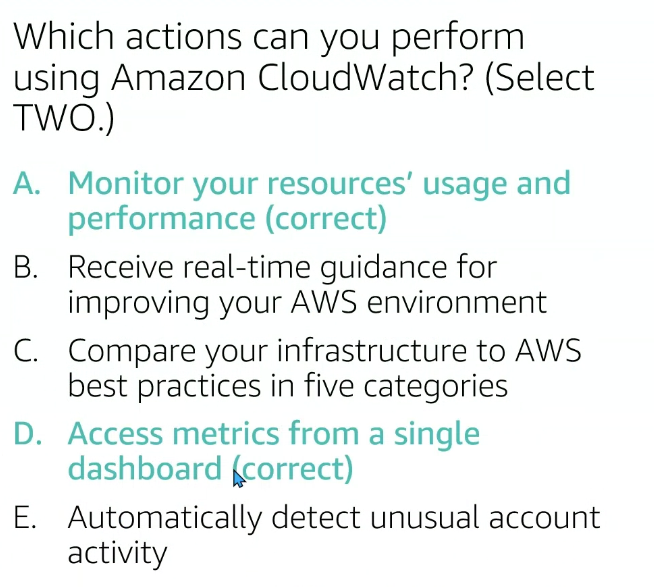 Which actions can you perform
using Amazon CloudWatch? (Select
TWO.)
A. Monitor your resources’ usage and
performance (correct)
B. Receive real-time guidance for
improving your AWS environment
C. Compare your infrastructure to AWS
best practices in five categories
D. Access metrics from a single
dashboard (correct)
E. Automatically detect unusual account
activity